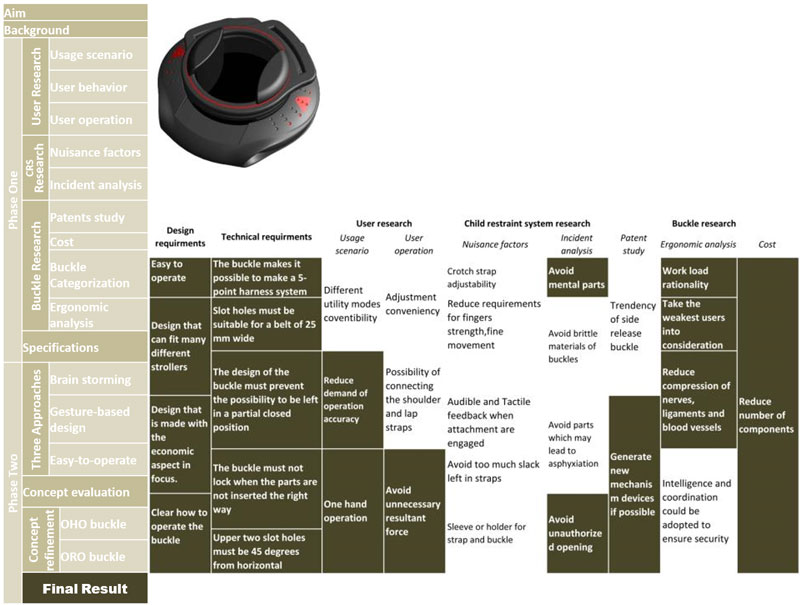 Aim
Background
Phase One
User Research
Usage scenario
User behavior
User operation
CRS
Research
Nuisance factors
Incident analysis
Buckle Research
Patents study
Cost
Buckle
Categorization
Ergonomic
analysis
Specifications
Phase Two
Three Approaches
Brain storming
Gesture-based
design
Easy-to-operate
Concept evaluation
Concept
refinement
OHO buckle
ORO buckle
Final Result
Design
requirments
Technical requirments
User research
Usage
scenario
User
operation
Child restraint system research
Nuisance factors
Incident
analysis
Buckle research
Patent
study
Ergonomic analysis
Cost
Easy to
operate
Design that
can fit many
different
strollers
Design that
is made with
the
economic
aspect in
focus.
Clear how to
operate the
buckle
The buckle makes it
possible to make a 5-
point harness system
Slot holes must be
suitable for a belt of 25
mm wide
The design of the
buckle must prevent
the possibility to be left
in a partial closed
position
The buckle must not
lock when the parts are
not inserted the right
way
Upper two slot holes
must be 45 degrees
from horizontal
Different
utility modes
coventibility
Reduce
demand of
operation
accuracy
One hand
operation
Adjustment
conveniency
Possibility of
connecting
the shoulder
and lap
straps
Avoid
unnecessary
resultant
force
Crotch strap
adjustability
Reduce requirements
for fingers
strength,fine
movement
Audible and Tactile
feedback when
attachment are
engaged
Avoid too much slack
left in straps
Sleeve or holder for
strap and buckle
Avoid
mental parts
Avoid brittle
materials of
buckles
Avoid parts
which may
lead to
asphyxiation
Avoid
unauthorize
d opening
Trendency
of side
release
buckle
Generate
new
mechanis
m devices
if possible
Work load
rationality
Take the
weakest users
into
consideration
Reduce
compression of
nerves,
ligaments and
blood vessels
Intelligence and
coordination
could be
adopted to
ensure security
Reduce
number of
components